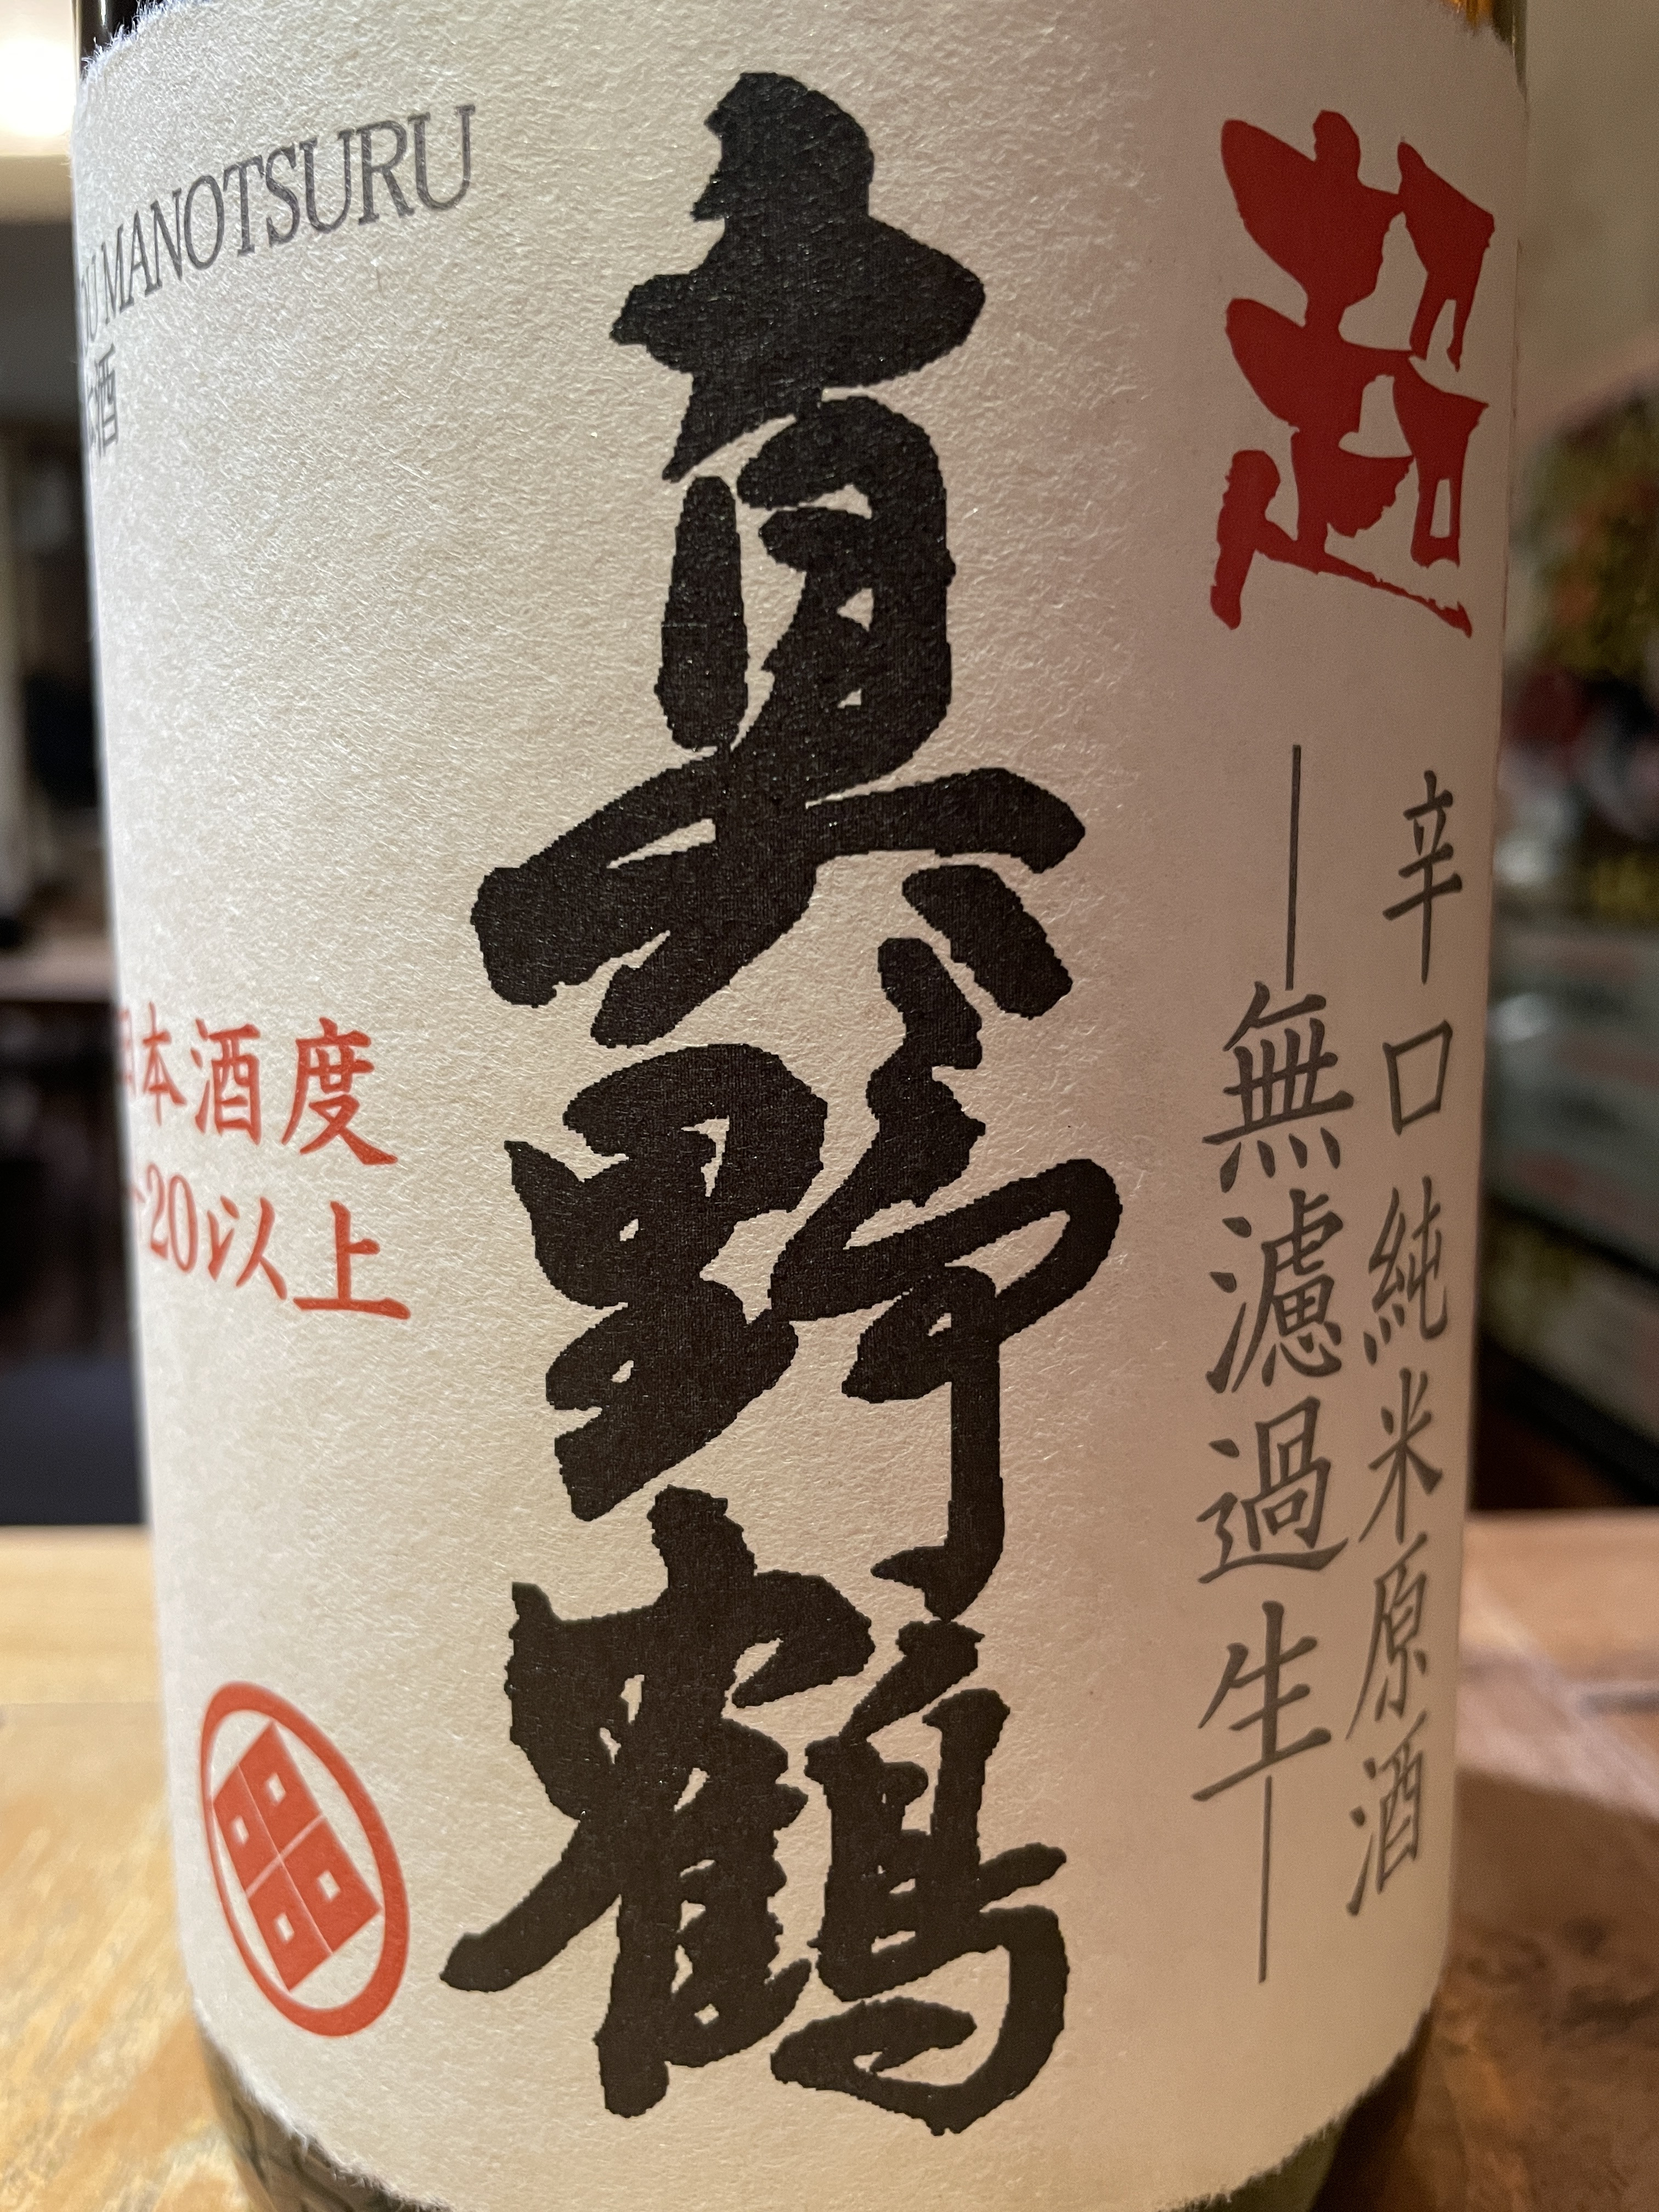 超
辛口純米原酒
無濾過生
真野鶴
MANOTSURU
酒
日本酒度
+20以上